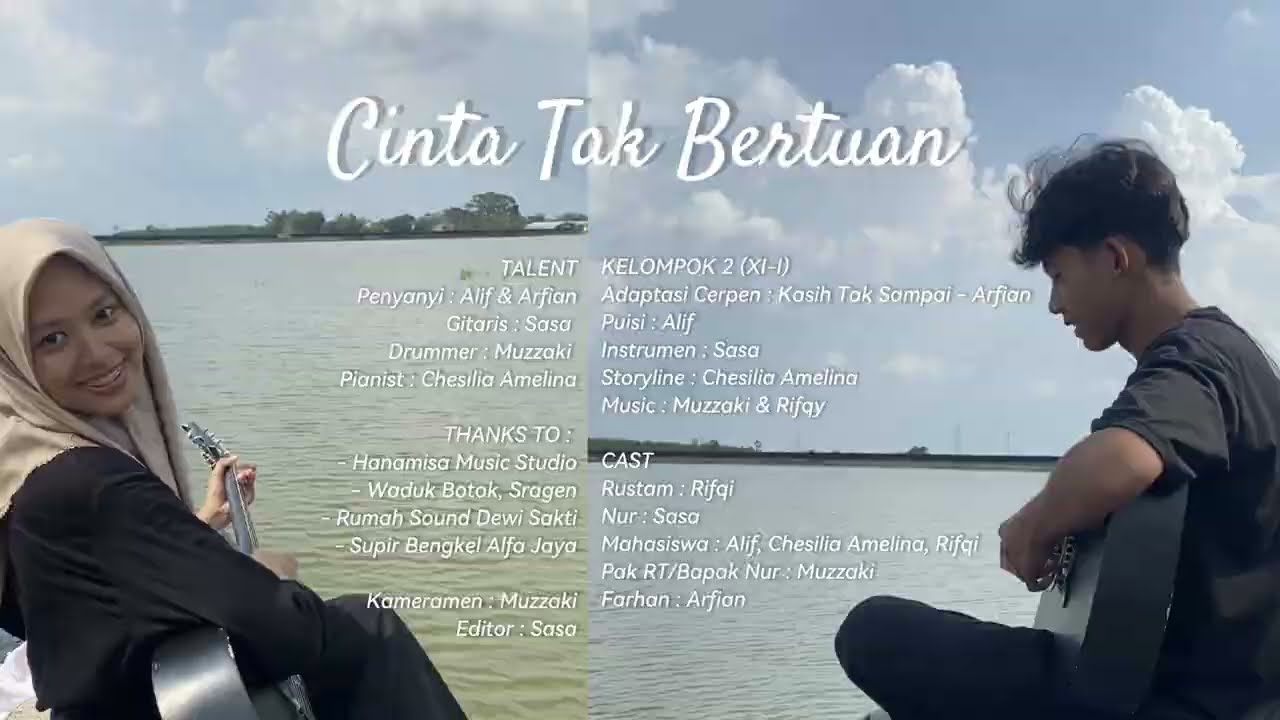 Cinta Tak Bertuan
TALENT
Penyanyi : Alif & Arfian
Gitaris : Sasa
Drummer : Muzzaki
Pianist : Chesilia Amelina
THANKS TO :
- Hanamisa Music Studio
- Waduk Botok, Sragen
- Rumah Sound Dewi Sakti
- Supir Bengkel Alfa Jaya
Kameramen : Muzzaki
Editor : Sasa
KELOMPOK 2 (XI-I)
Adaptasi Cerpen : Kasih Tak Sampai - Arfian
Puisi : Alif
Instrumen : Sasa
Storyline : Chesilia Amelina
Music : Muzzaki & Rifqy
CAST
Rustam : Rifqi
Nur : Sasa
Mahasiswa : Alif, Chesilia Amelina, Rifqi
Pak RT/Bapak Nur : Muzzaki
Farhan : Arfian